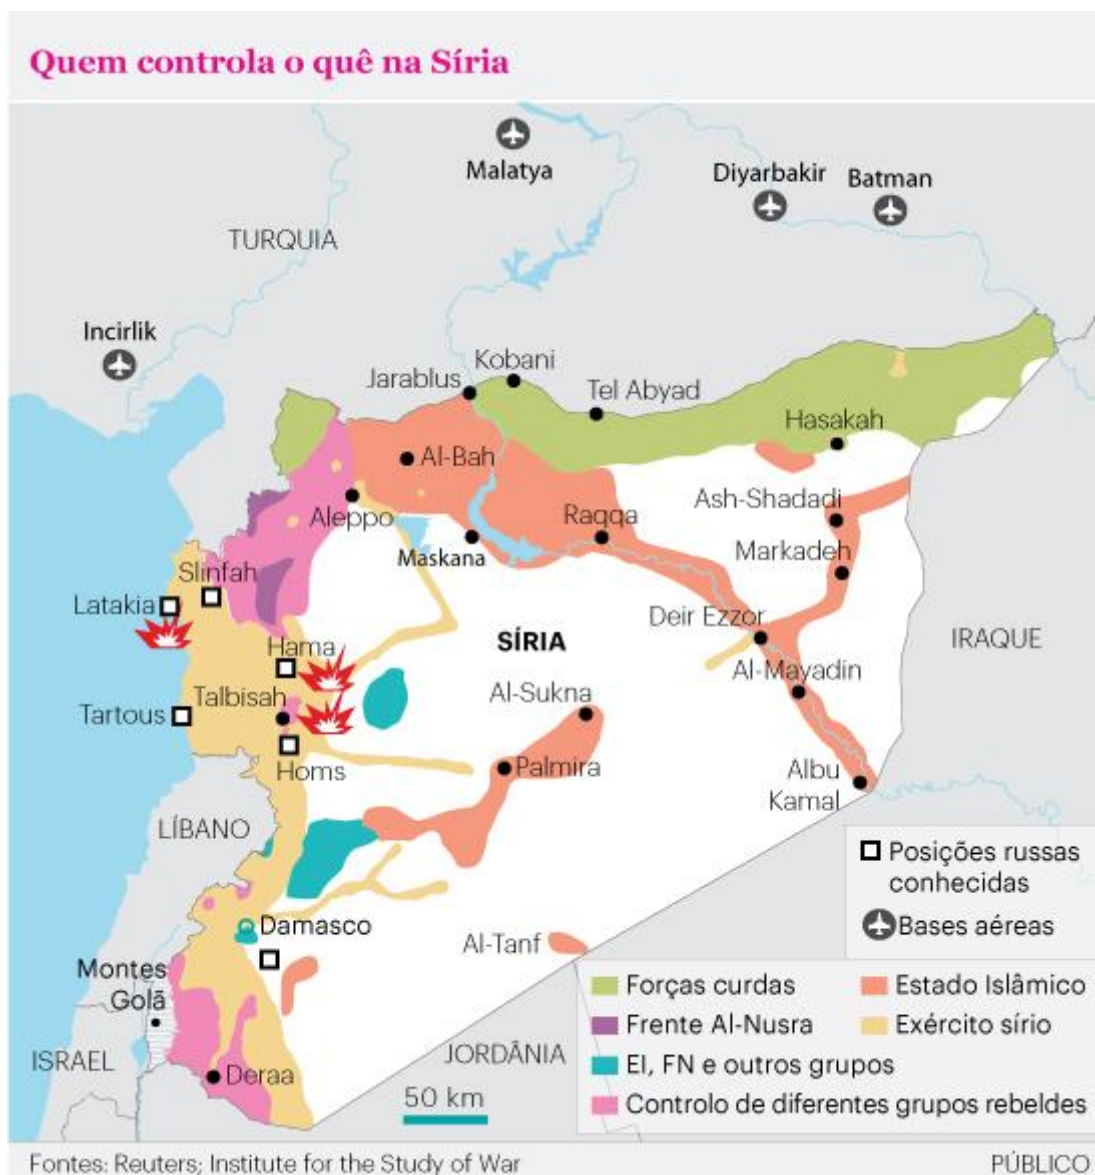 Quem controla o quê na Síria
Malatya
Diyarbakir
Batman
TURQUIA
Incirlik
Kobani
Jarablus
Tel Abyad
Hasakah
Al-Bah
Ash-Shadadi
Aleppo
Raqqa
Maskana
Markadeh
Slinfah
Latakia
Deir Ezzor
SÍRIA
IRAQUE
Hama
Al-Mayadin
Talbisah
Al-Sukna
Tartous
Homs
Palmira
Albu
Kamal
LÍBANO
Posições russas
conhecidas
Bases aéreas
Damasco
Al-Tanf
Montes
Golã
Forças curdas
Estado Islâmico
Frente Al-Nusra
Exército sírio
ISRAEL
JORDÂNIA
EI, FN e outros grupos
Deraa
50 km
Controlo de diferentes grupos rebeldes
Fontes: Reuters; Institute for the Study of War
PÚBLICO